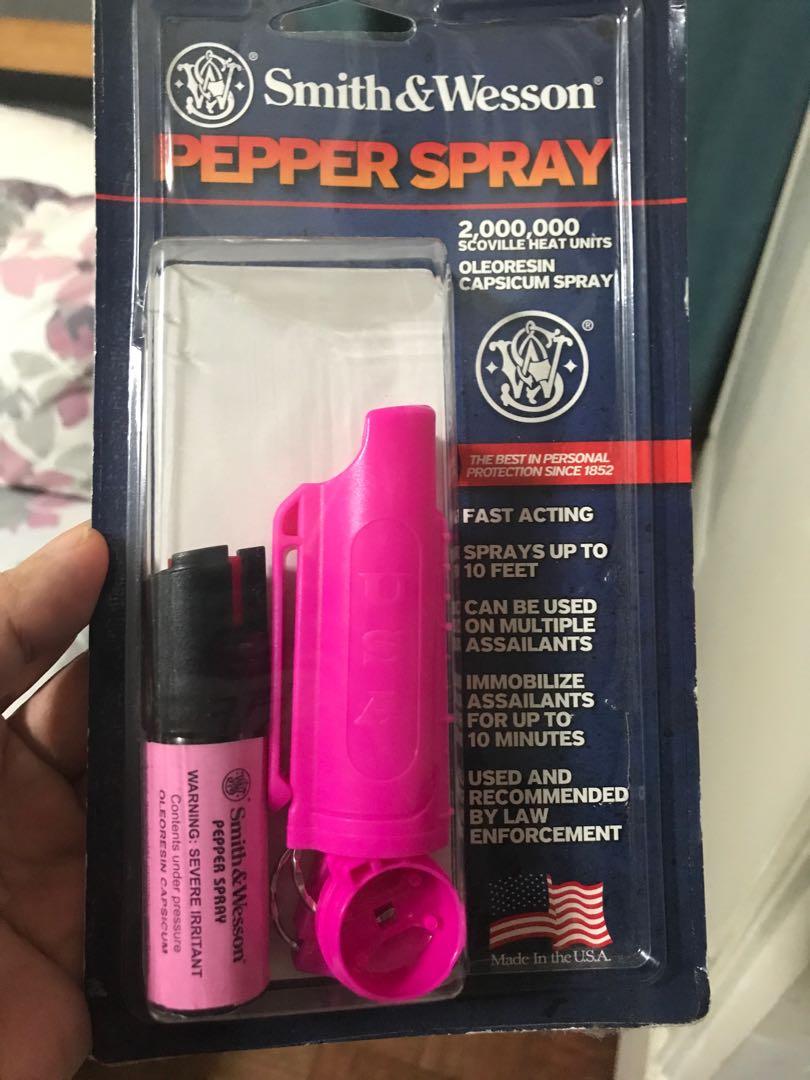 Smith & Wesson®
PEPPER SPRAY
2,000,000
SCOVILLE HEAT UNITS
OLEORESIN
CAPSICUM SPRAY
SW
®
THE BEST IN PERSONAL
PROTECTION SINCE 1852
FAST ACTING
SPRAYS UP TO
10 FEET
CAN BE USED
ON MULTIPLE
ASSAILANTS
IMMOBILIZE
ASSAILANTS
FOR UP TO
10 MINUTES
USED AND
RECOMMENDED
BY LAW
ENFORCEMENT
Made In the U.S.A.
USA
Smith & Wesson®
PEPPER SPRAY
WARNING: SEVERE IRRITANT
Contents under pressure
OLEORESIN CAPSICUM